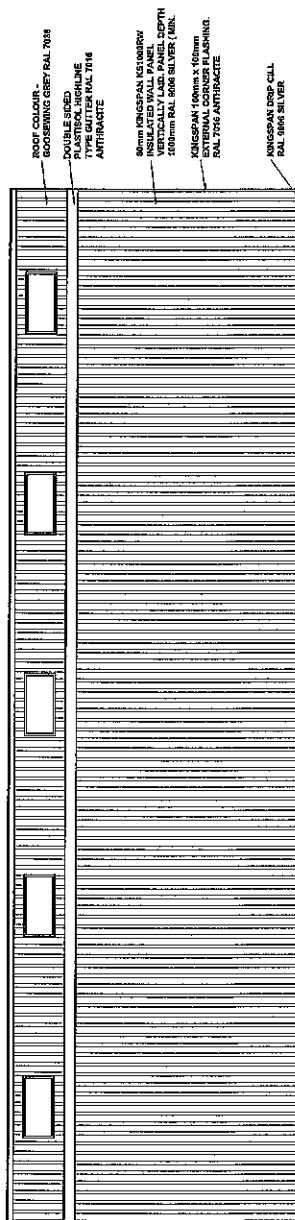 ROOF COLOUR -
GOOSEWING GREY RAL 7038
DOUBLE SIDED
PLASTISOL HIGHLINE
TYPE GUTTER RAL 7016
ANTHRACITE
80mm KINGSPAN KS1000RW
INSULATED WALL PANEL
VERTICALLY LAID. PANEL DEPTH
1000mm RAL 9006 SILVER ( MIN.
KINGSPAN 100mm x 100mm
EXTERNAL CORNER FLASHING.
RAL 7016 ANTHRACITE
KINGSPAN DRIP CILL
RAL 9006 SILVER